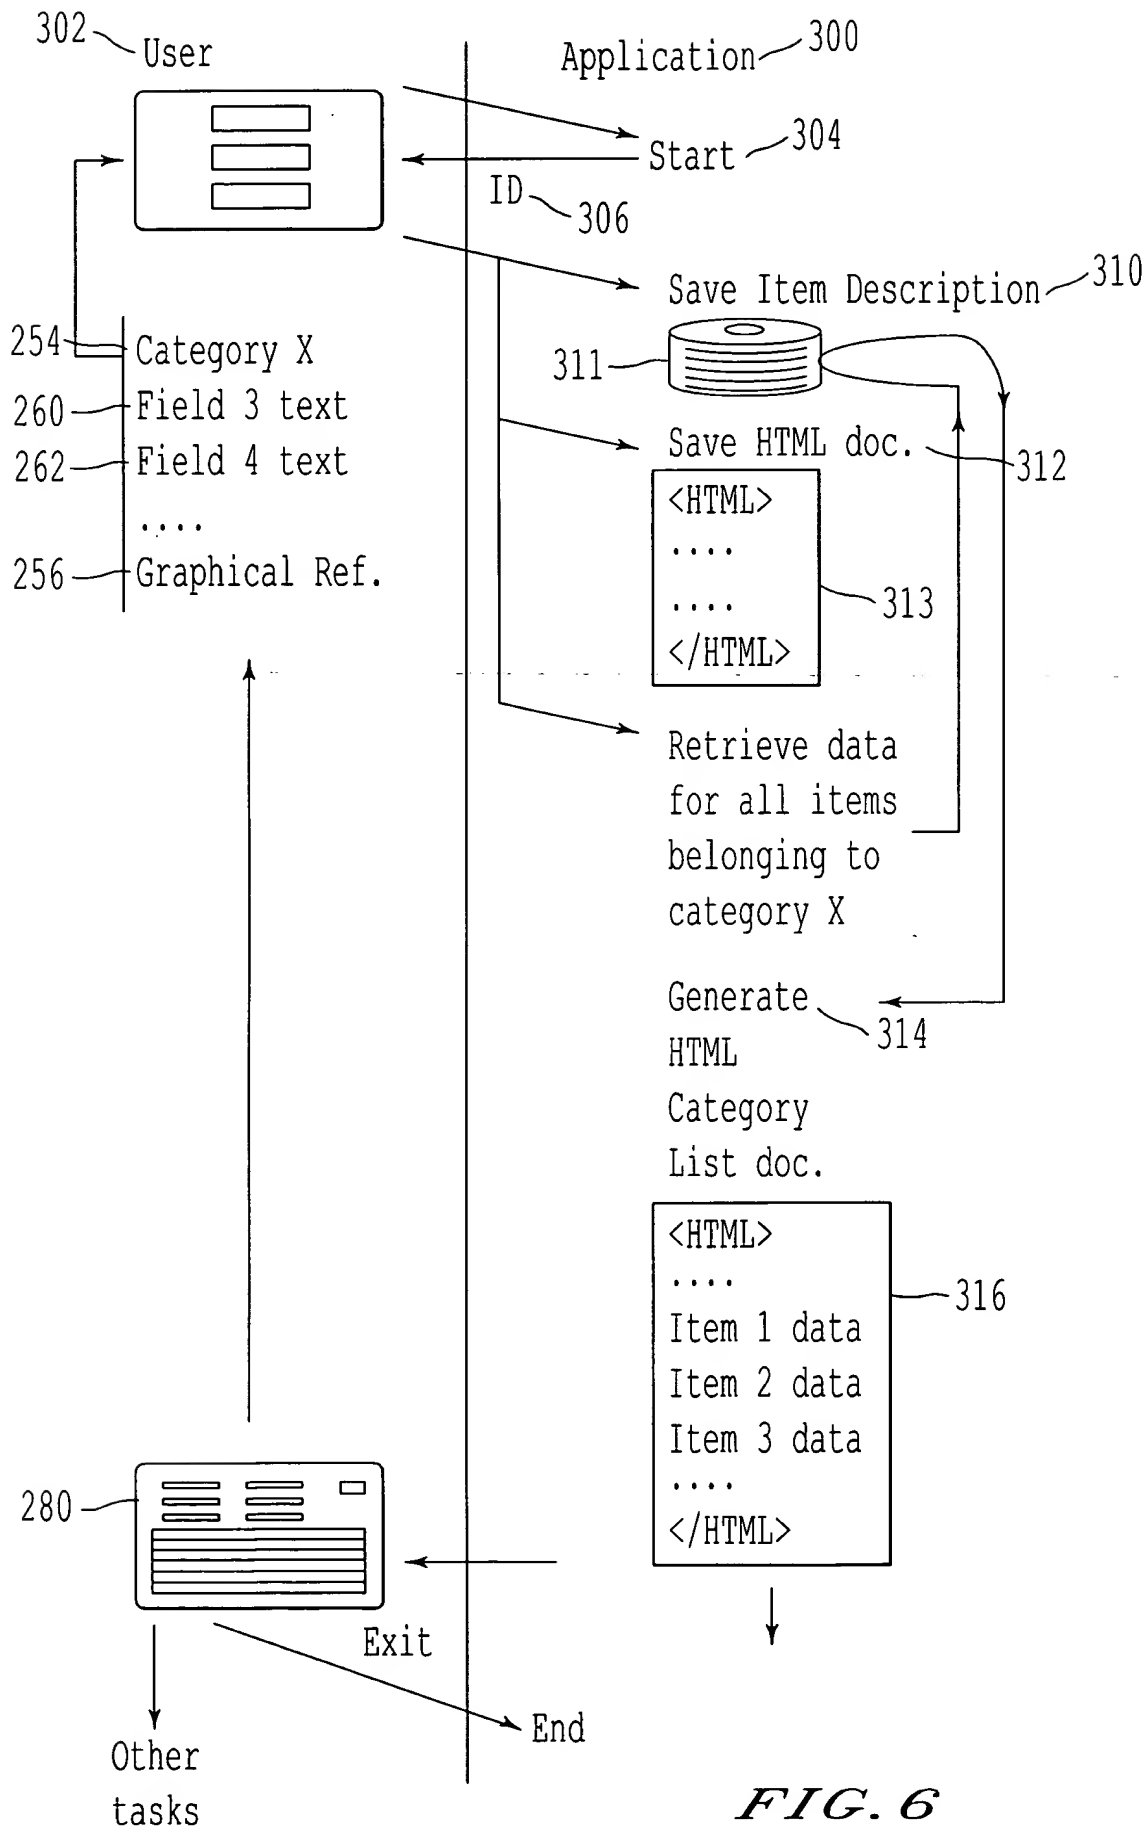 302
User
Application
300
Start
304
ID
306
Save Item Description
310
311
254
Category X
260
Field 3 text
262
Field 4 text
....
256
Graphical Ref.
Save HTML doc.
312
<HTML>
....
....
</HTML>
313
Retrieve data
for all items
belonging to
category X
Generate
314
HTML
Category
List doc.
<HTML>
....
Item 1 data
Item 2 data
Item 3 data
....
</HTML>
316
280
Exit
End
Other
tasks
FIG. 6